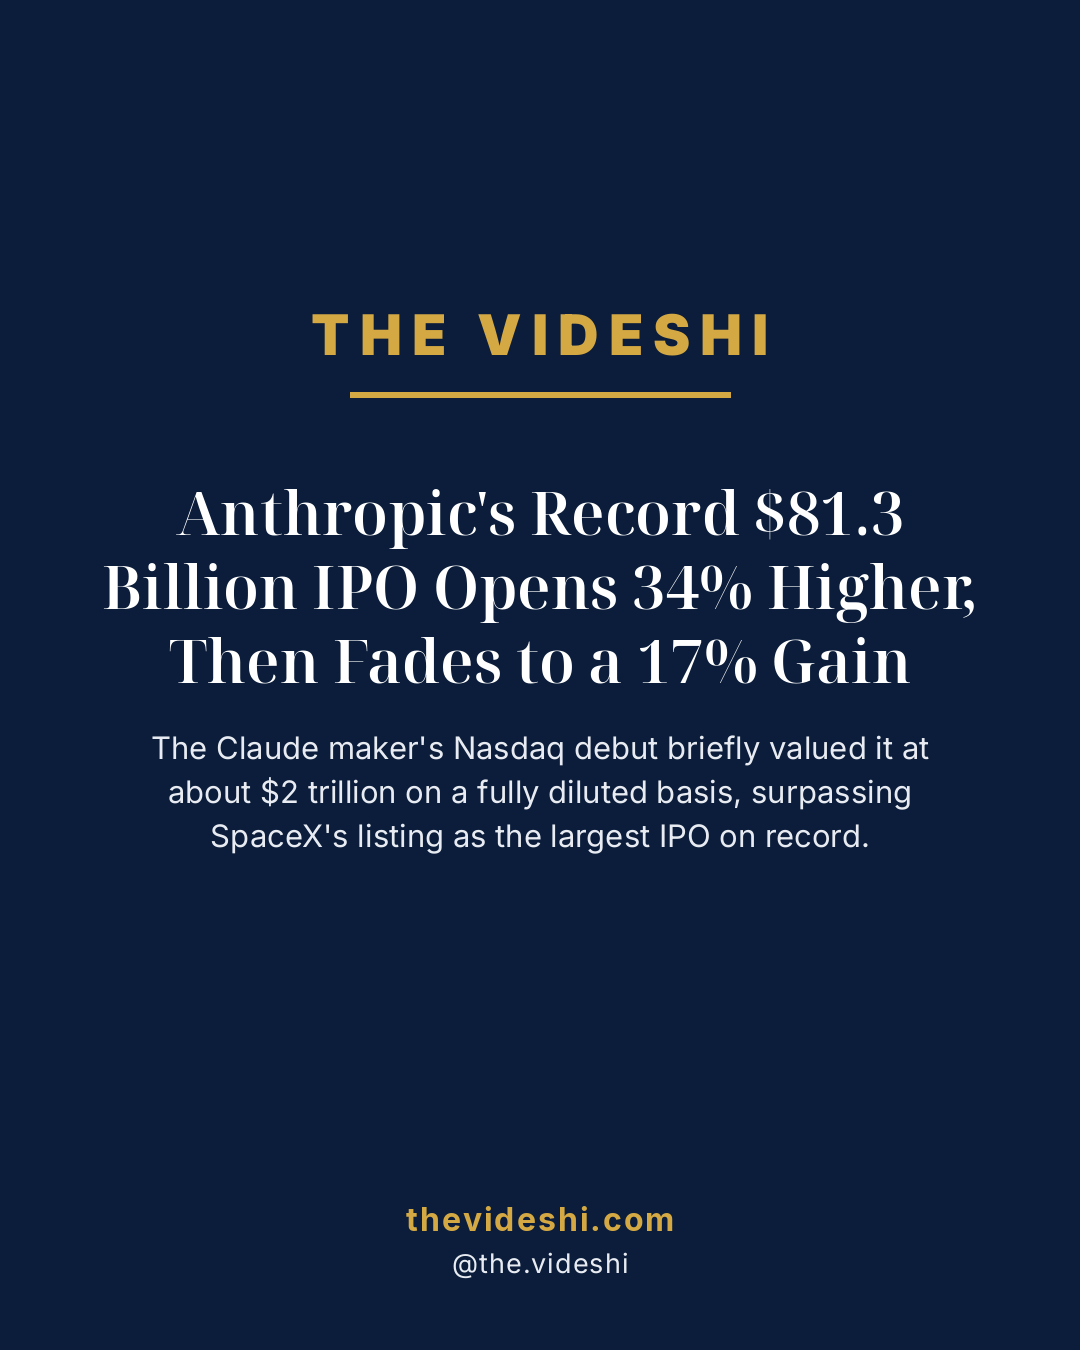 THE VIDESHI
Anthropic's Record $81.3
Billion IPO Opens 34% Higher,
Then Fades to a 17% Gain
The Claude maker's Nasdaq debut briefly valued it at
about $2 trillion on a fully diluted basis, surpassing
SpaceX's listing as the largest IPO on record.
thevideshi.com
@the.videshi